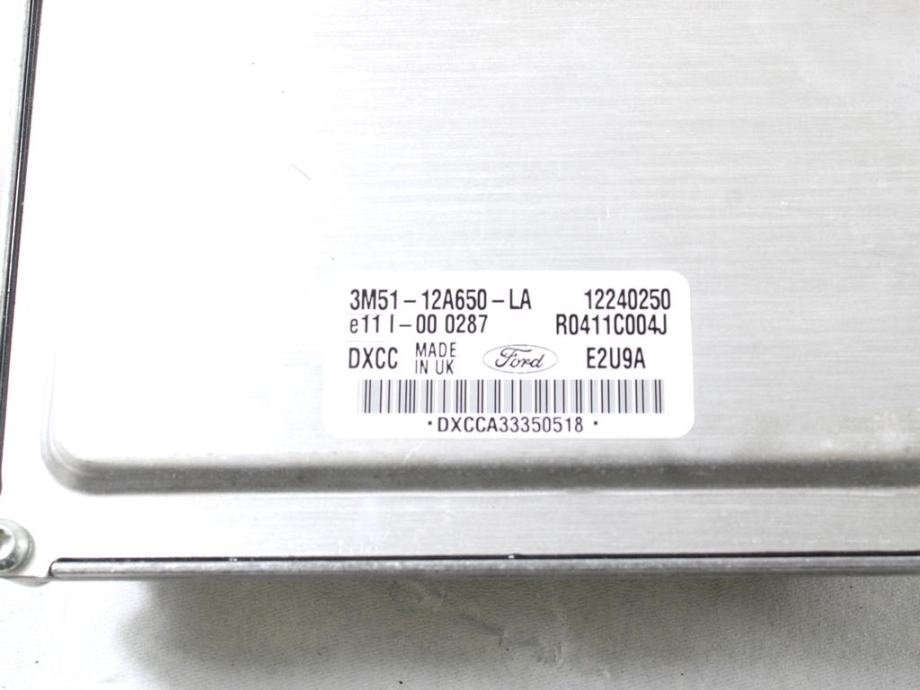 3M51-12A650-LA 12240250
e11 I-00 0287 R0411C004J
DXCC MADE IN UK Ford E2U9A
·DXCCA33350518·